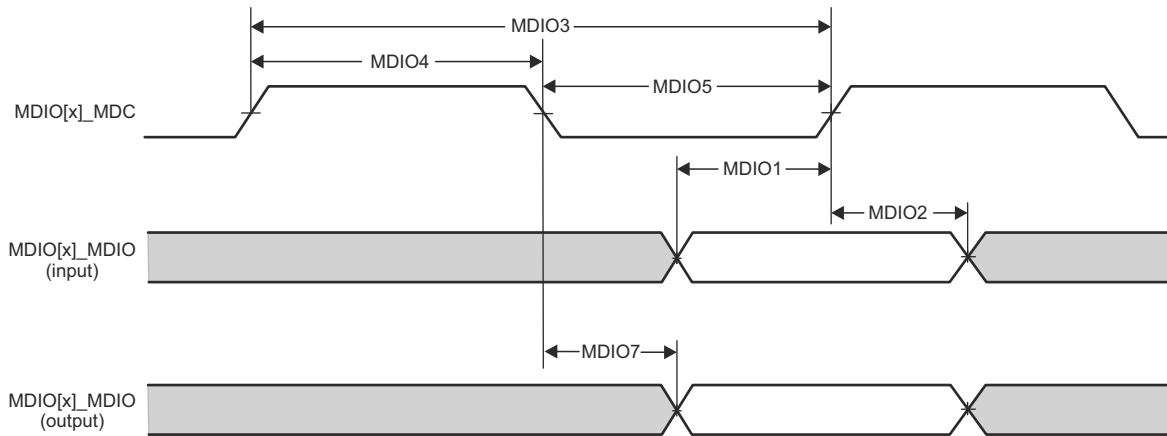 MDIO3
MDIO4
MDIO5
MDIO[x]_MDC
MDIO1
MDIO2
MDIO[x]_MDIO
(input)
MDIO7
MDIO[x]_MDIO
(output)